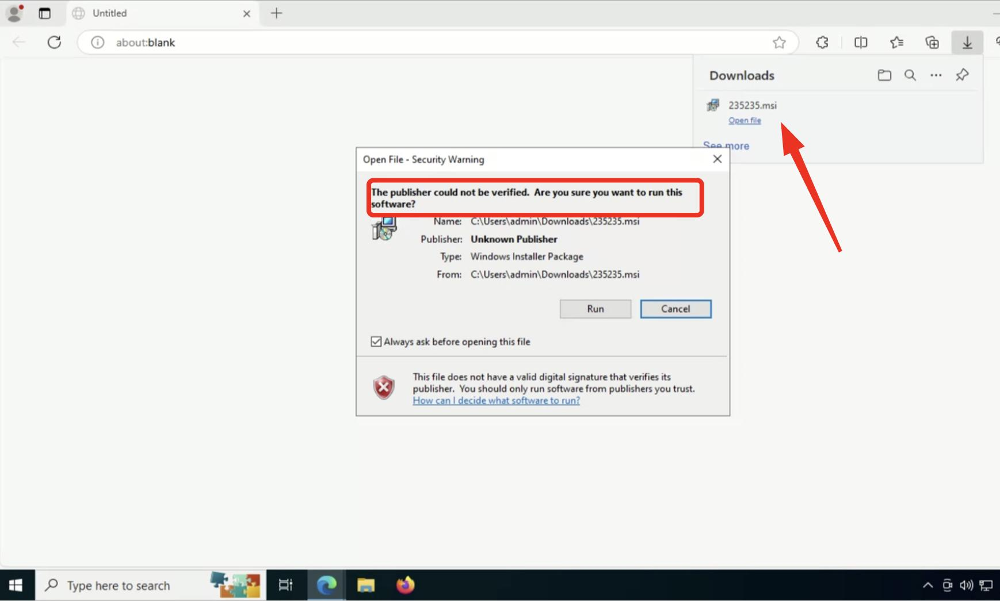 Untitled
about:blank
Downloads
235235.msi
Open file
See more
Open File - Security Warning
The publisher could not be verified.  Are you sure you want to run this
software?
Name: C:\Users\admin\Downloads\235235.msi
Publisher: Unknown Publisher
Type: Windows Installer Package
From: C:\Users\admin\Downloads\235235.msi
Run Cancel
Always ask before opening this file
This file does not have a valid digital signature that verifies its
publisher.  You should only run software from publishers you trust.
How can I decide what software to run?
Type here to search